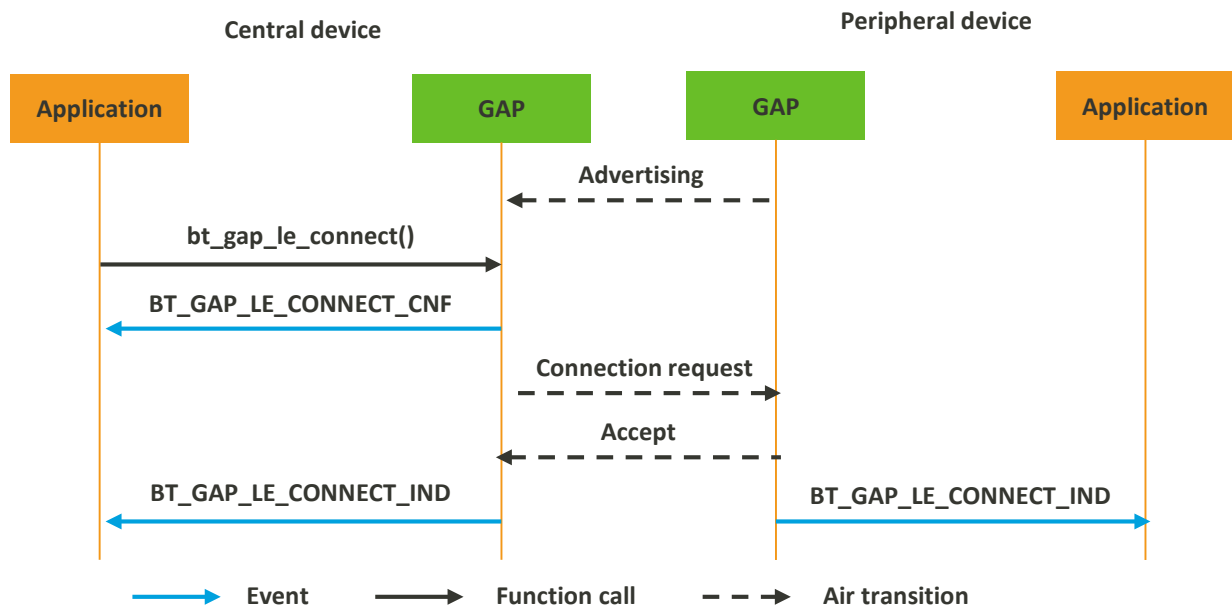 Central device
Peripheral device
Application
GAP
GAP
Application
Advertising
bt_gap_le_connect()
BT_GAP_LE_CONNECT_CNF
Connection request
Accept
BT_GAP_LE_CONNECT_IND
BT_GAP_LE_CONNECT_IND
Event
Function call
Air transition